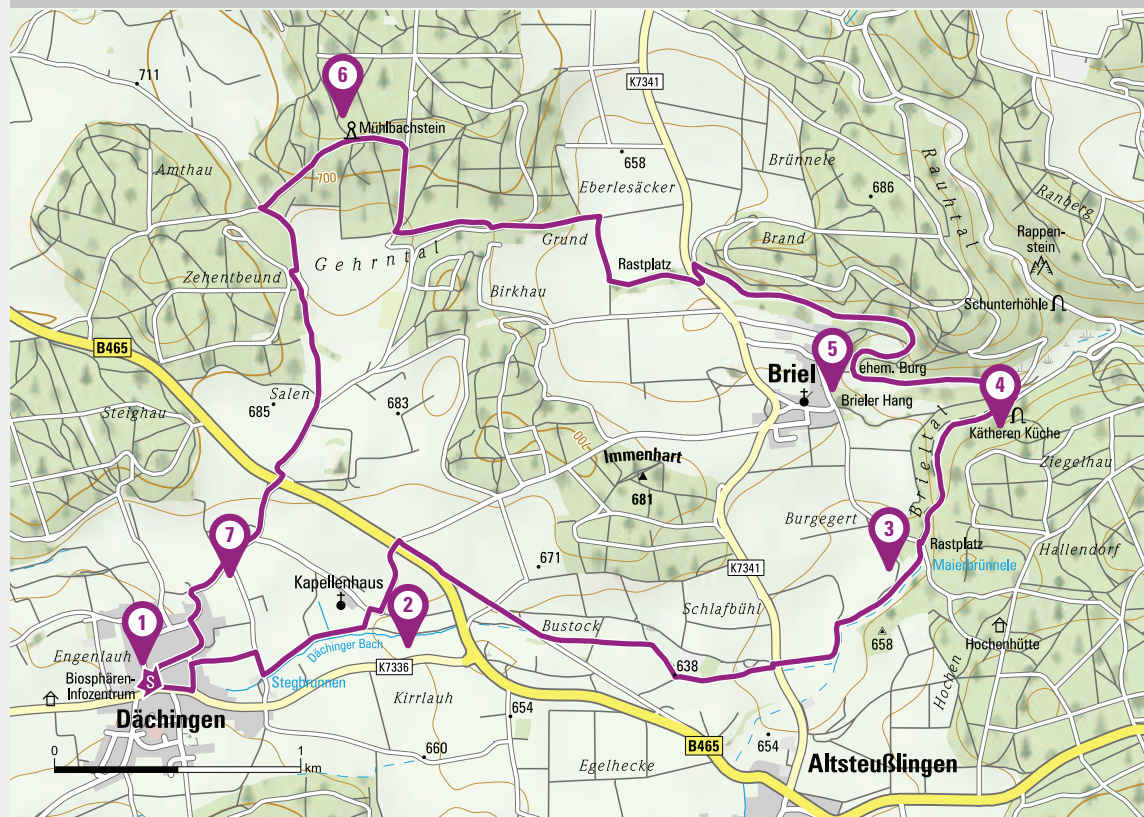 711
6
Mühlbachstein
K7341
658
Eberlesäcker
Brünnele
686
Rauhtal
Ranberg
Amthau
700
Grund
Brand
Rappen-
stein
Gehrntal
Rastplatz
Zehentbeund
Birkhau
Schunterhöhle
B465
5
Briel
ehem. Burg
4
Brieler Hang
Salen
685
683
Steighau
Kätheren Küche
700
Immenhart
681
Brieltal
Ziegelhau
Burgegert
3
7
Rastplatz
Maierbrünnele
Hallendorf
671
K7341
Kapellenhaus
2
Schlafbühl
1
Bustock
658
Hochenhütte
Engenlauh
Dächinger Bach
K7336
638
Biosphären-
Infozentrum
S
Stegbrunnen
Kirrlauh
Hochen
Dächingen
654
654
B465
0
1
km
660
Egelhecke
Altsteußlingen